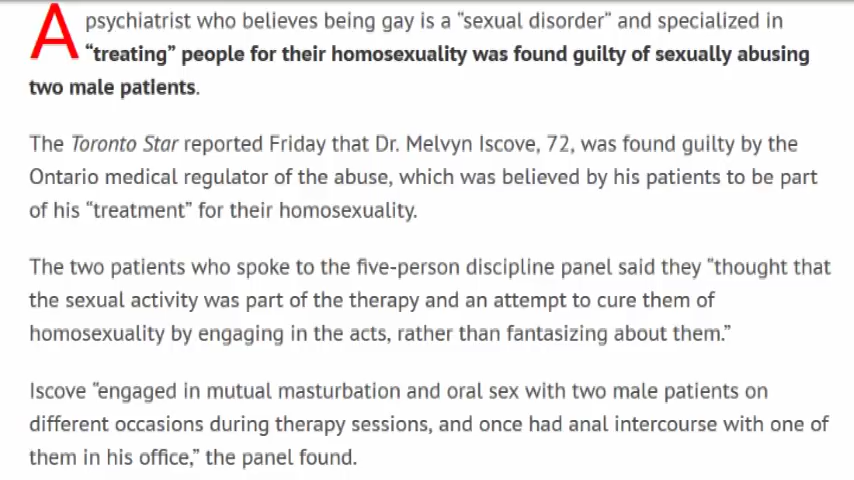 A psychiatrist who believes being gay is a “sexual disorder” and specialized in
“treating” people for their homosexuality was found guilty of sexually abusing
two male patients.
The Toronto Star reported Friday that Dr. Melvyn Iscove, 72, was found guilty by the
Ontario medical regulator of the abuse, which was believed by his patients to be part
of his “treatment” for their homosexuality.
The two patients who spoke to the five-person discipline panel said they “thought that
the sexual activity was part of the therapy and an attempt to cure them of
homosexuality by engaging in the acts, rather than fantasizing about them.”
Iscove “engaged in mutual masturbation and oral sex with two male patients on
different occasions during therapy sessions, and once had anal intercourse with one of
them in his office,” the panel found.